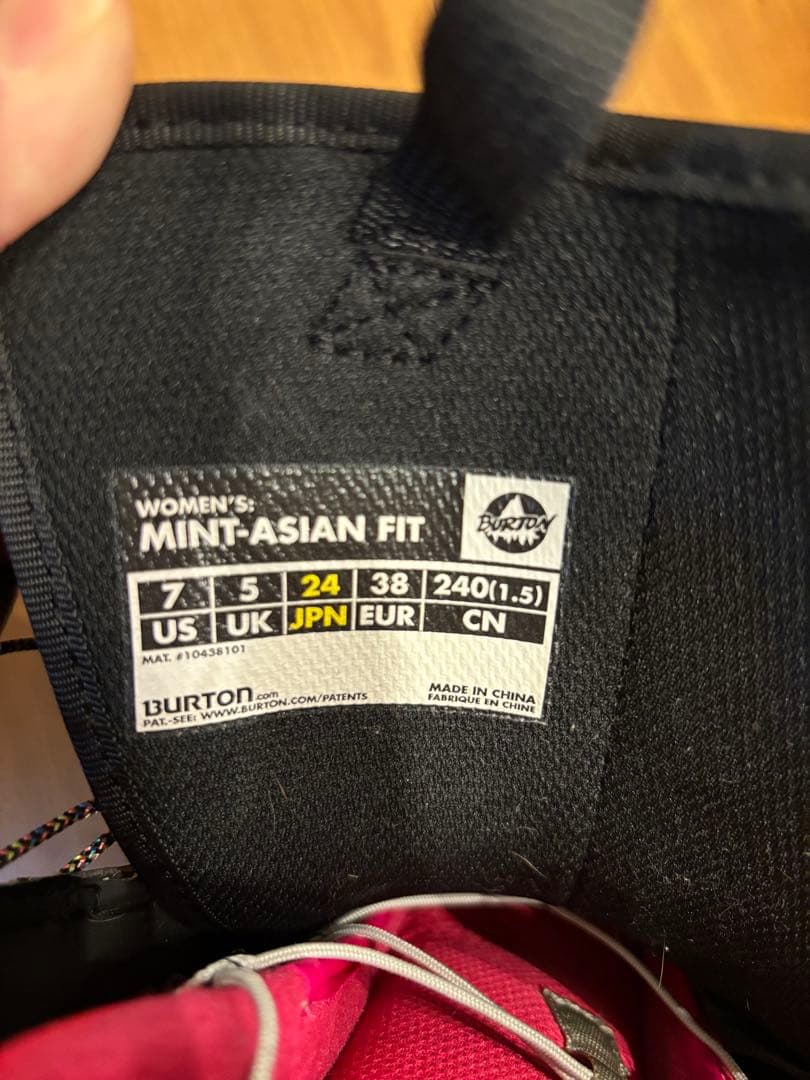 WOMEN'S:
MINT-ASIAN FIT
BURTON
7 5 24 38 240(1.5)
US UK JPN EUR CN
MAT. #10438101
BURTON.com
PAT.-SEE: WWW.BURTON.COM/PATENTS
MADE IN CHINA
FABRIQUE EN CHINE